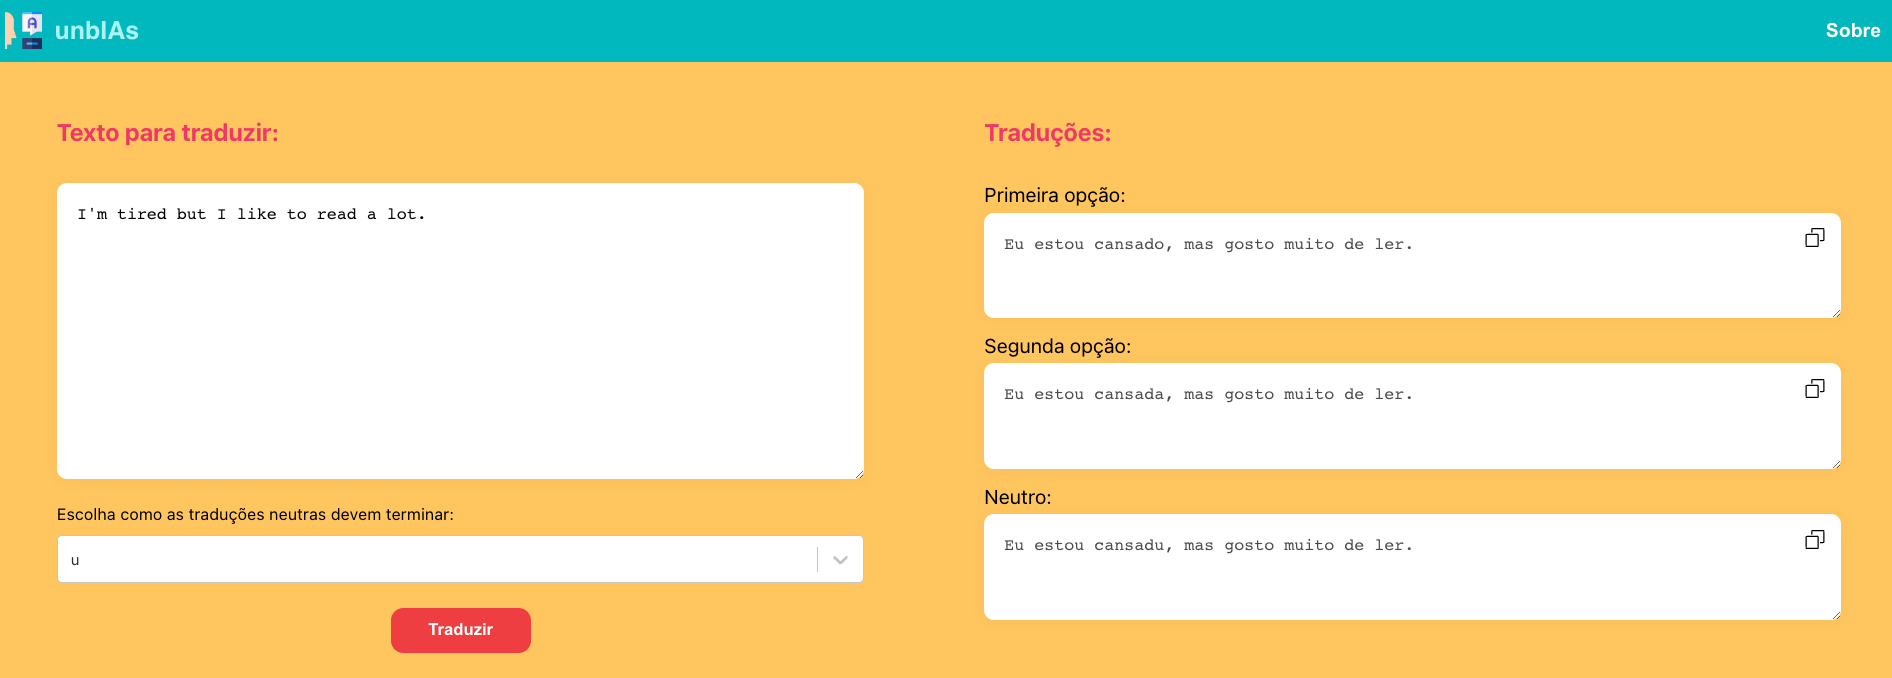 unbIAs
Sobre
Texto para traduzir:
I'm tired but I like to read a lot.
Escolha como as traduções neutras devem terminar:
u
Traduzir
Traduções:
Primeira opção:
Eu estou cansado, mas gosto muito de ler.
Segunda opção:
Eu estou cansada, mas gosto muito de ler.
Neutro:
Eu estou cansadu, mas gosto muito de ler.